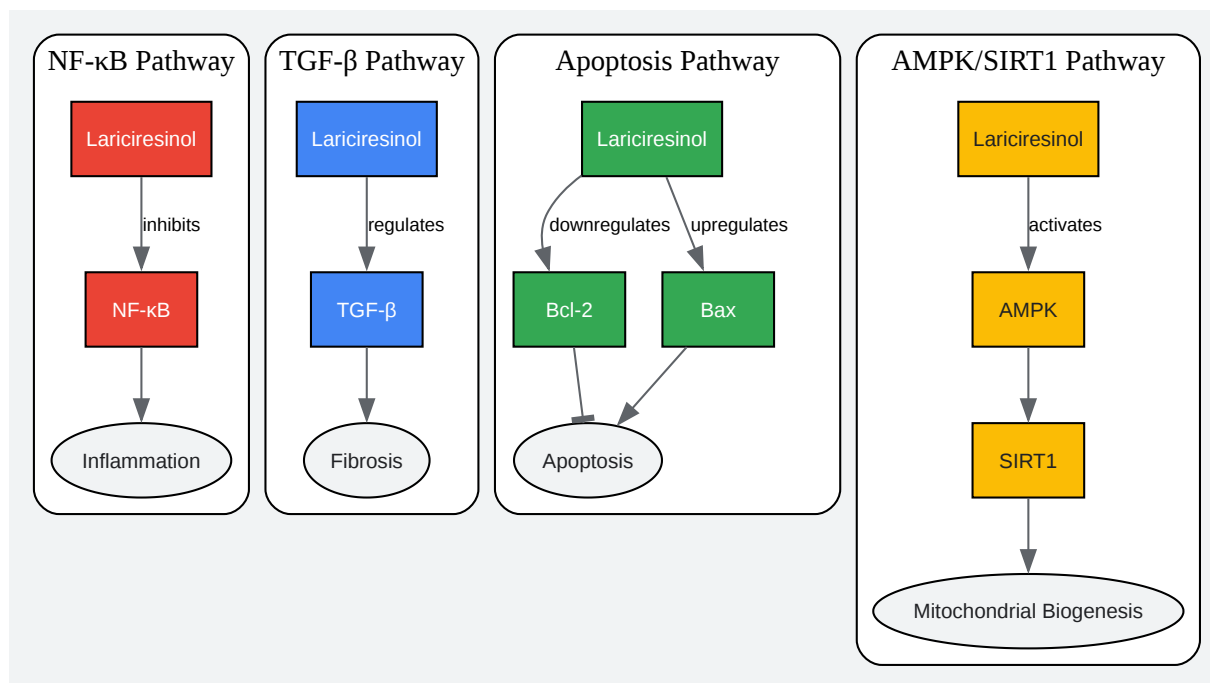 NF-κB Pathway
Lariciresinol
inhibits
NF-κB
Inflammation
TGF-β Pathway
Lariciresinol
regulates
TGF-β
Fibrosis
Apoptosis Pathway
Lariciresinol
downregulates
upregulates
Bcl-2
Bax
Apoptosis
AMPK/SIRT1 Pathway
Lariciresinol
activates
AMPK
SIRT1
Mitochondrial Biogenesis